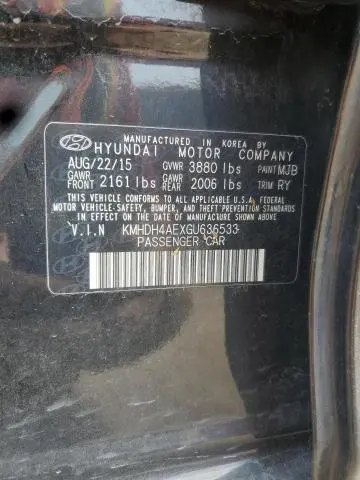 MANUFACTURED IN KOREA BY
HYUNDAI MOTOR COMPANY
AUG/22/15 GVWR 3880 lbs PAINT MJB
GAWR FRONT 2161 lbs GAWR REAR 2006 lbs TRIM RY
THIS VEHICLE CONFORMS TO ALL APPLICABLE FEDERAL
MOTOR VEHICLE-SAFETY, BUMPER, AND THEFT PREVENTION
STANDARDS IN EFFECT ON THE DATE OF MANUFACTURE SHOWN ABOVE.
V.I.N KMHDH4AEXGU635533
PASSENGER CAR